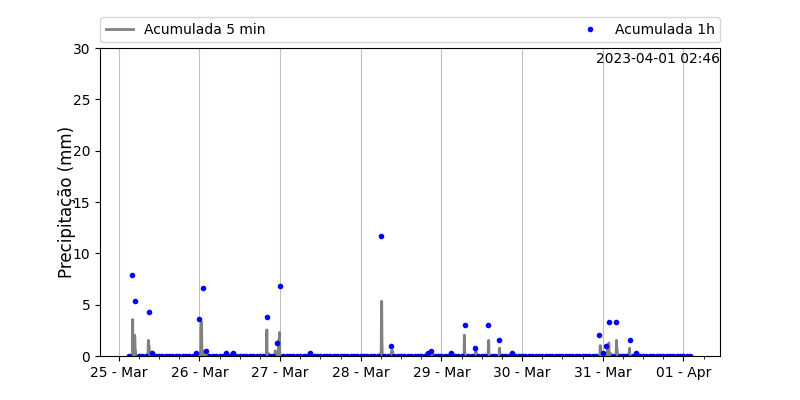 Acumulada 5 min
Acumulada 1h
2023-04-01 02:46
Precipitação (mm)
30
25
20
15
10
5
0
25 - Mar
26 - Mar
27 - Mar
28 - Mar
29 - Mar
30 - Mar
31 - Mar
01 - Apr